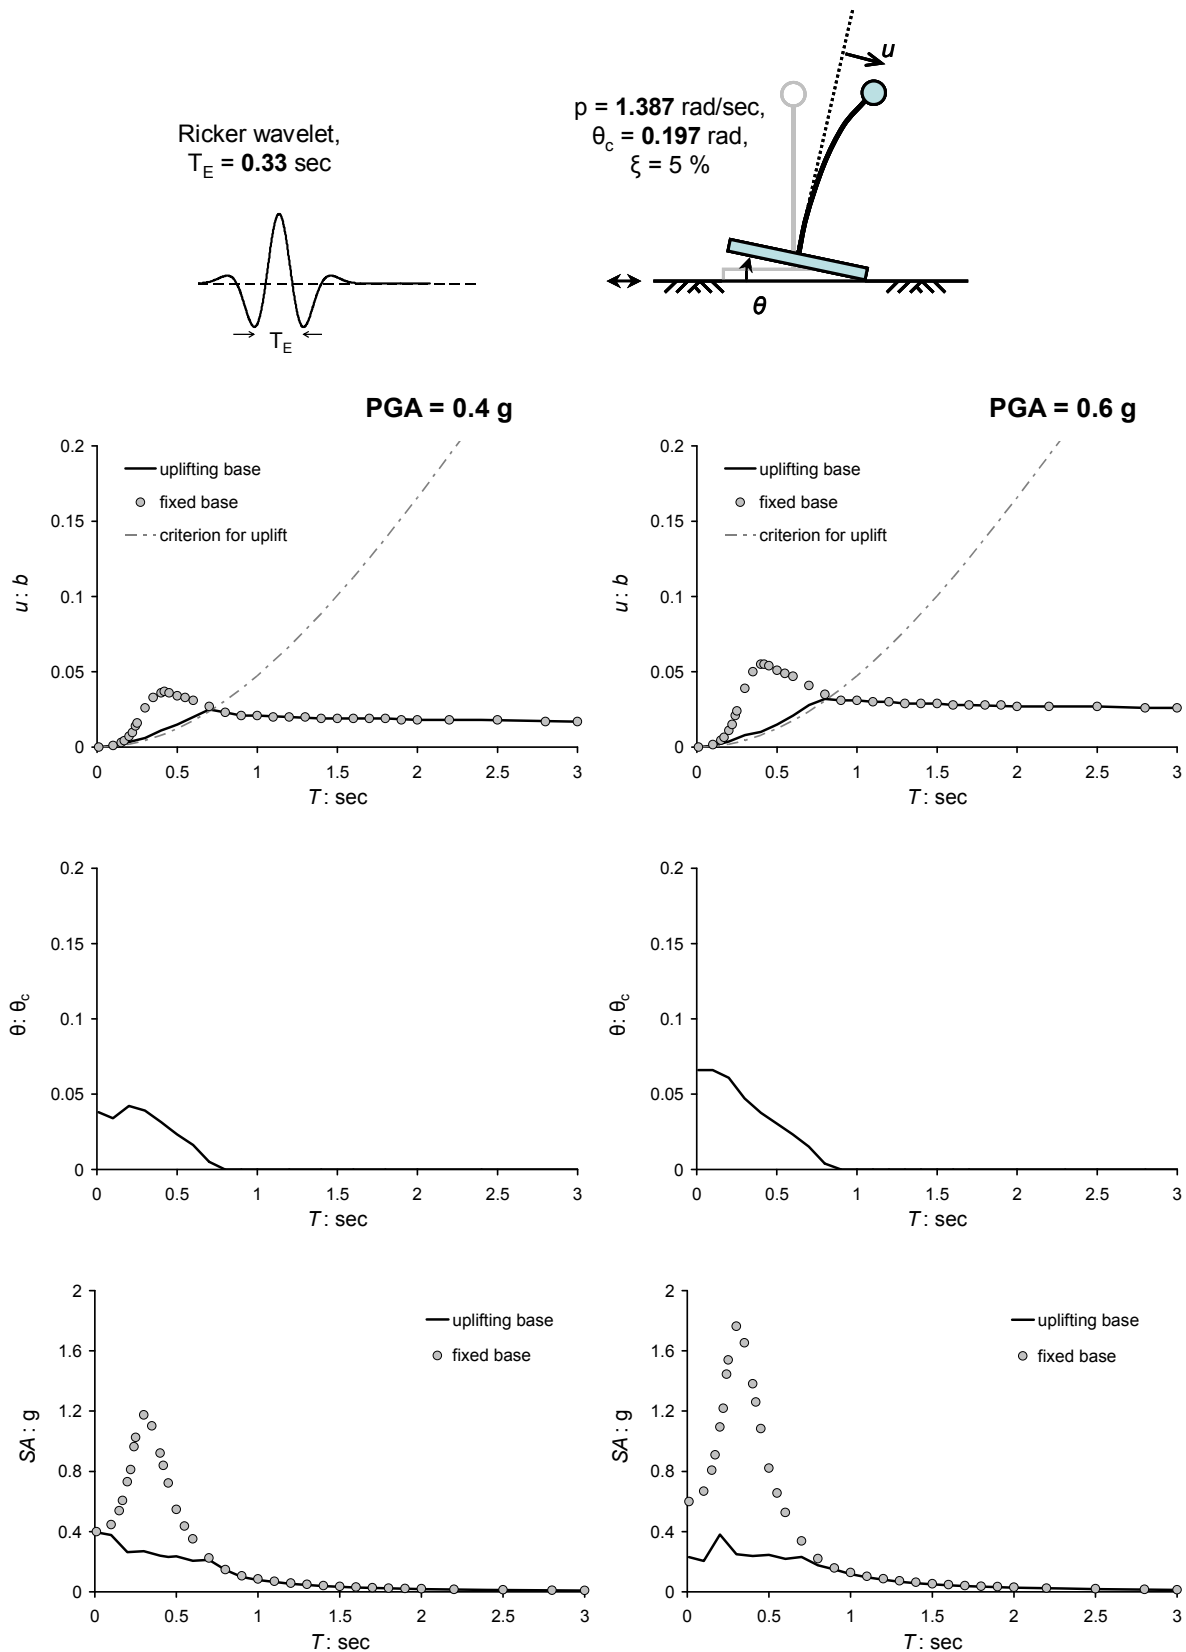 Ricker wavelet,
T_E = 0.33 sec
T_E
p = 1.387 rad/sec,
θ_c = 0.197 rad,
ξ = 5 %
u
θ
PGA = 0.4 g
PGA = 0.6 g
0.2
0.15
0.1
0.05
0
u : b
uplifting base
fixed base
criterion for uplift
0 0.5 1 1.5 2 2.5 3
T : sec
0.2
0.15
0.1
0.05
0
u : b
uplifting base
fixed base
criterion for uplift
0 0.5 1 1.5 2 2.5 3
T : sec
0.2
0.15
0.1
0.05
0
θ: θ_c
0 0.5 1 1.5 2 2.5 3
T : sec
0.2
0.15
0.1
0.05
0
θ: θ_c
0 0.5 1 1.5 2 2.5 3
T : sec
2
1.6
1.2
0.8
0.4
0
SA : g
uplifting base
fixed base
0 0.5 1 1.5 2 2.5 3
T : sec
2
1.6
1.2
0.8
0.4
0
SA : g
uplifting base
fixed base
0 0.5 1 1.5 2 2.5 3
T : sec